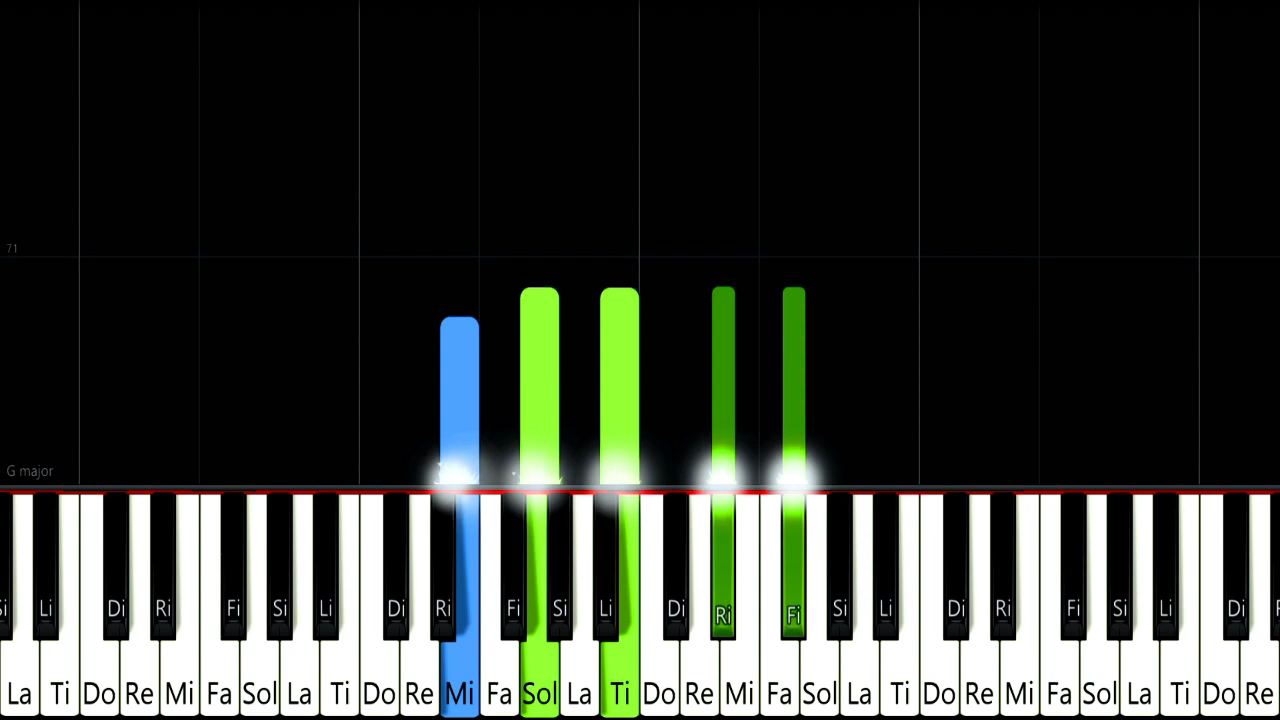 71
G major
Si Li Di Ri Fi Si Li Di Ri Fi Si Li Di Ri Fi Si Li Di Ri Fi Si Li Di
La Ti Do Re Mi Fa Sol La Ti Do Re Mi Fa Sol La Ti Do Re Mi Fa Sol La Ti Do Re Mi Fa Sol La Ti Do Re